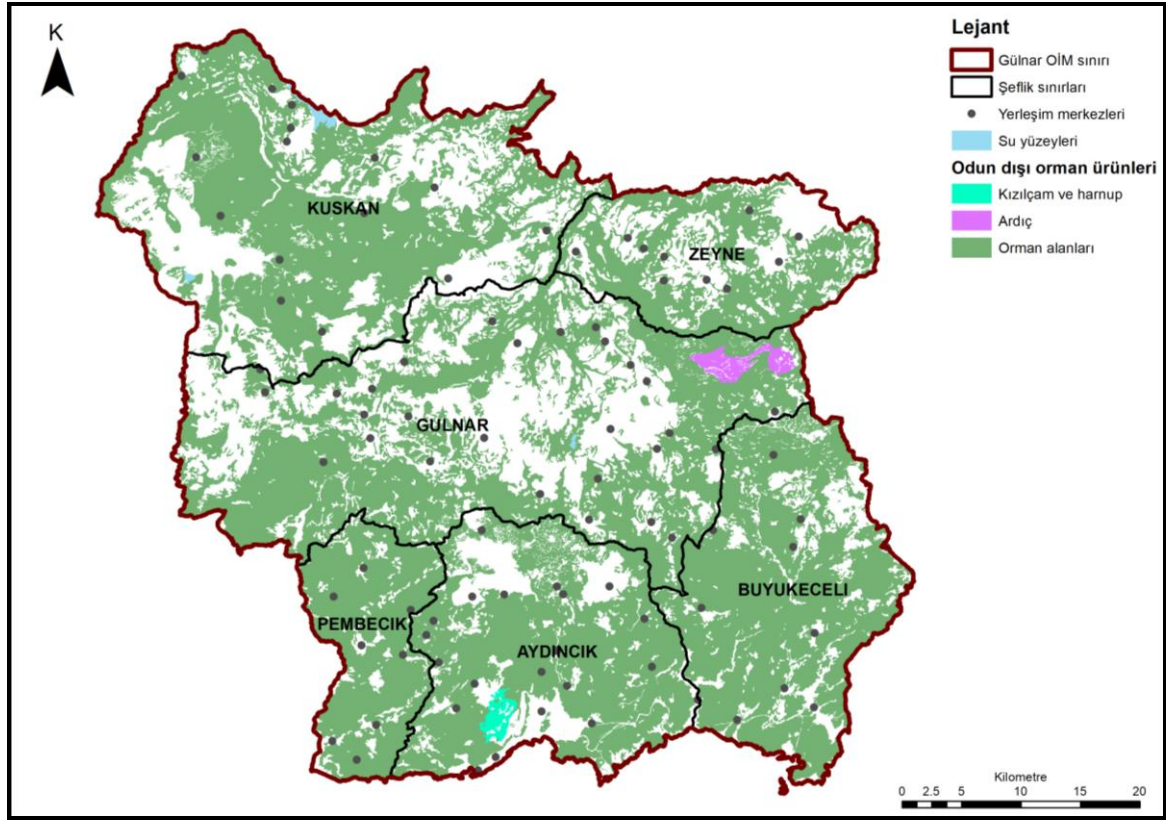 K
Lejant
Gülnar OİM sınırı
Şeflik sınırları
Yerleşim merkezleri
Su yüzeyleri
Odun dışı orman ürünleri
Kızılçam ve harnup
Ardıç
Orman alanları
KUSKAN
ZEYNE
GULNAR
BUYUKECELI
PEMBECIK
AYDINCIK
Kilometre
0 2.5 5 10 15 20